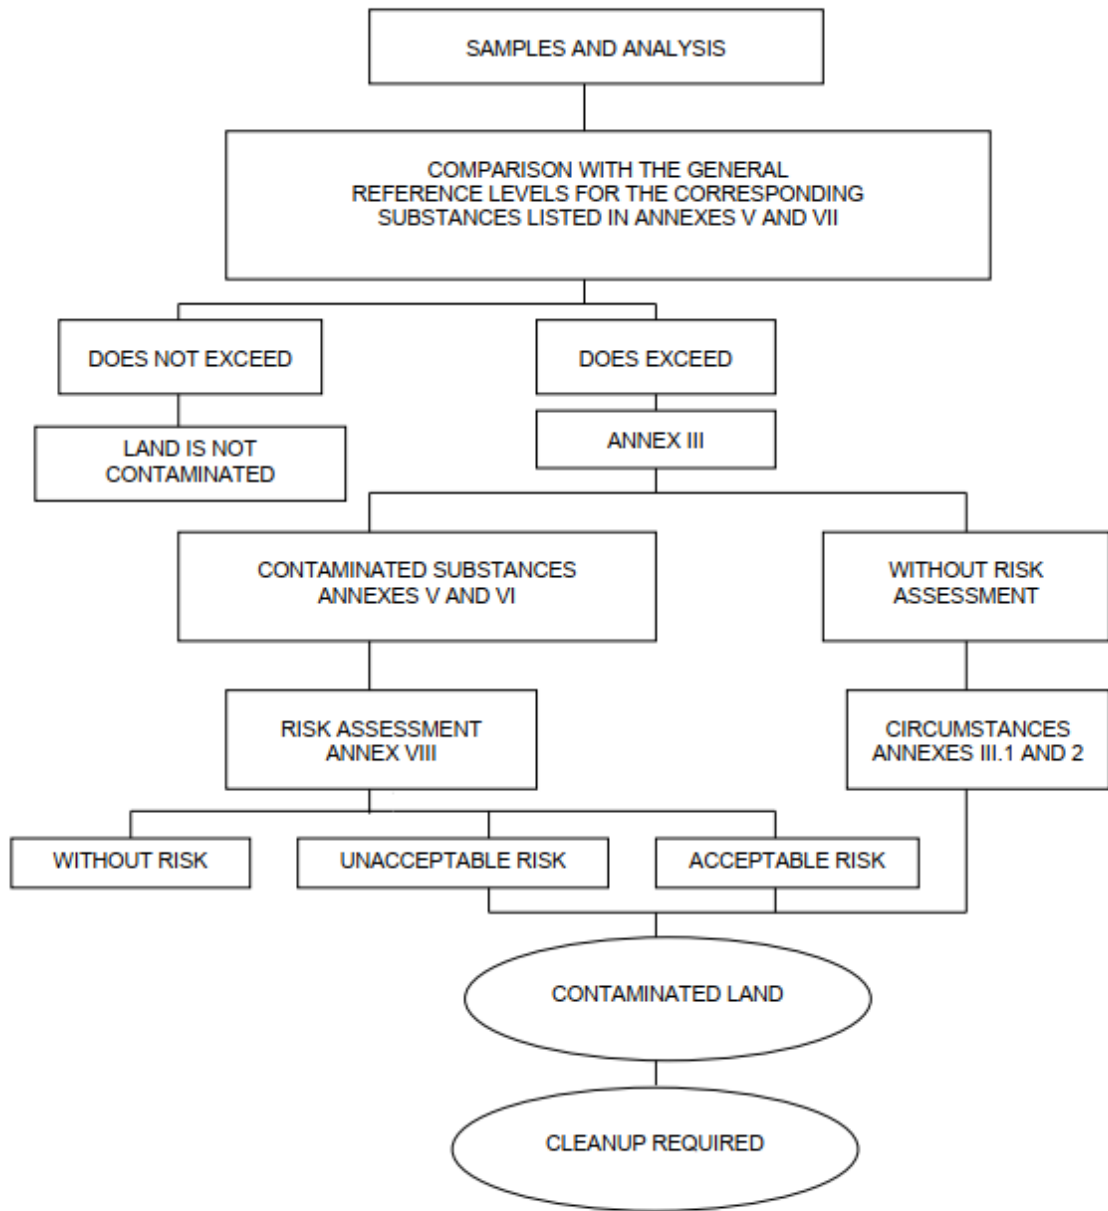 SAMPLES AND ANALYSIS
COMPARISON WITH THE GENERAL
REFERENCE LEVELS FOR THE CORRESPONDING
SUBSTANCES LISTED IN ANNEXES V AND VII
DOES NOT EXCEED
DOES EXCEED
LAND IS NOT
CONTAMINATED
ANNEX III
CONTAMINATED SUBSTANCES
ANNEXES V AND VI
WITHOUT RISK
ASSESSMENT
RISK ASSESSMENT
ANNEX VIII
CIRCUMSTANCES
ANNEXES III.1 AND 2
WITHOUT RISK
UNACCEPTABLE RISK
ACCEPTABLE RISK
CONTAMINATED LAND
CLEANUP REQUIRED